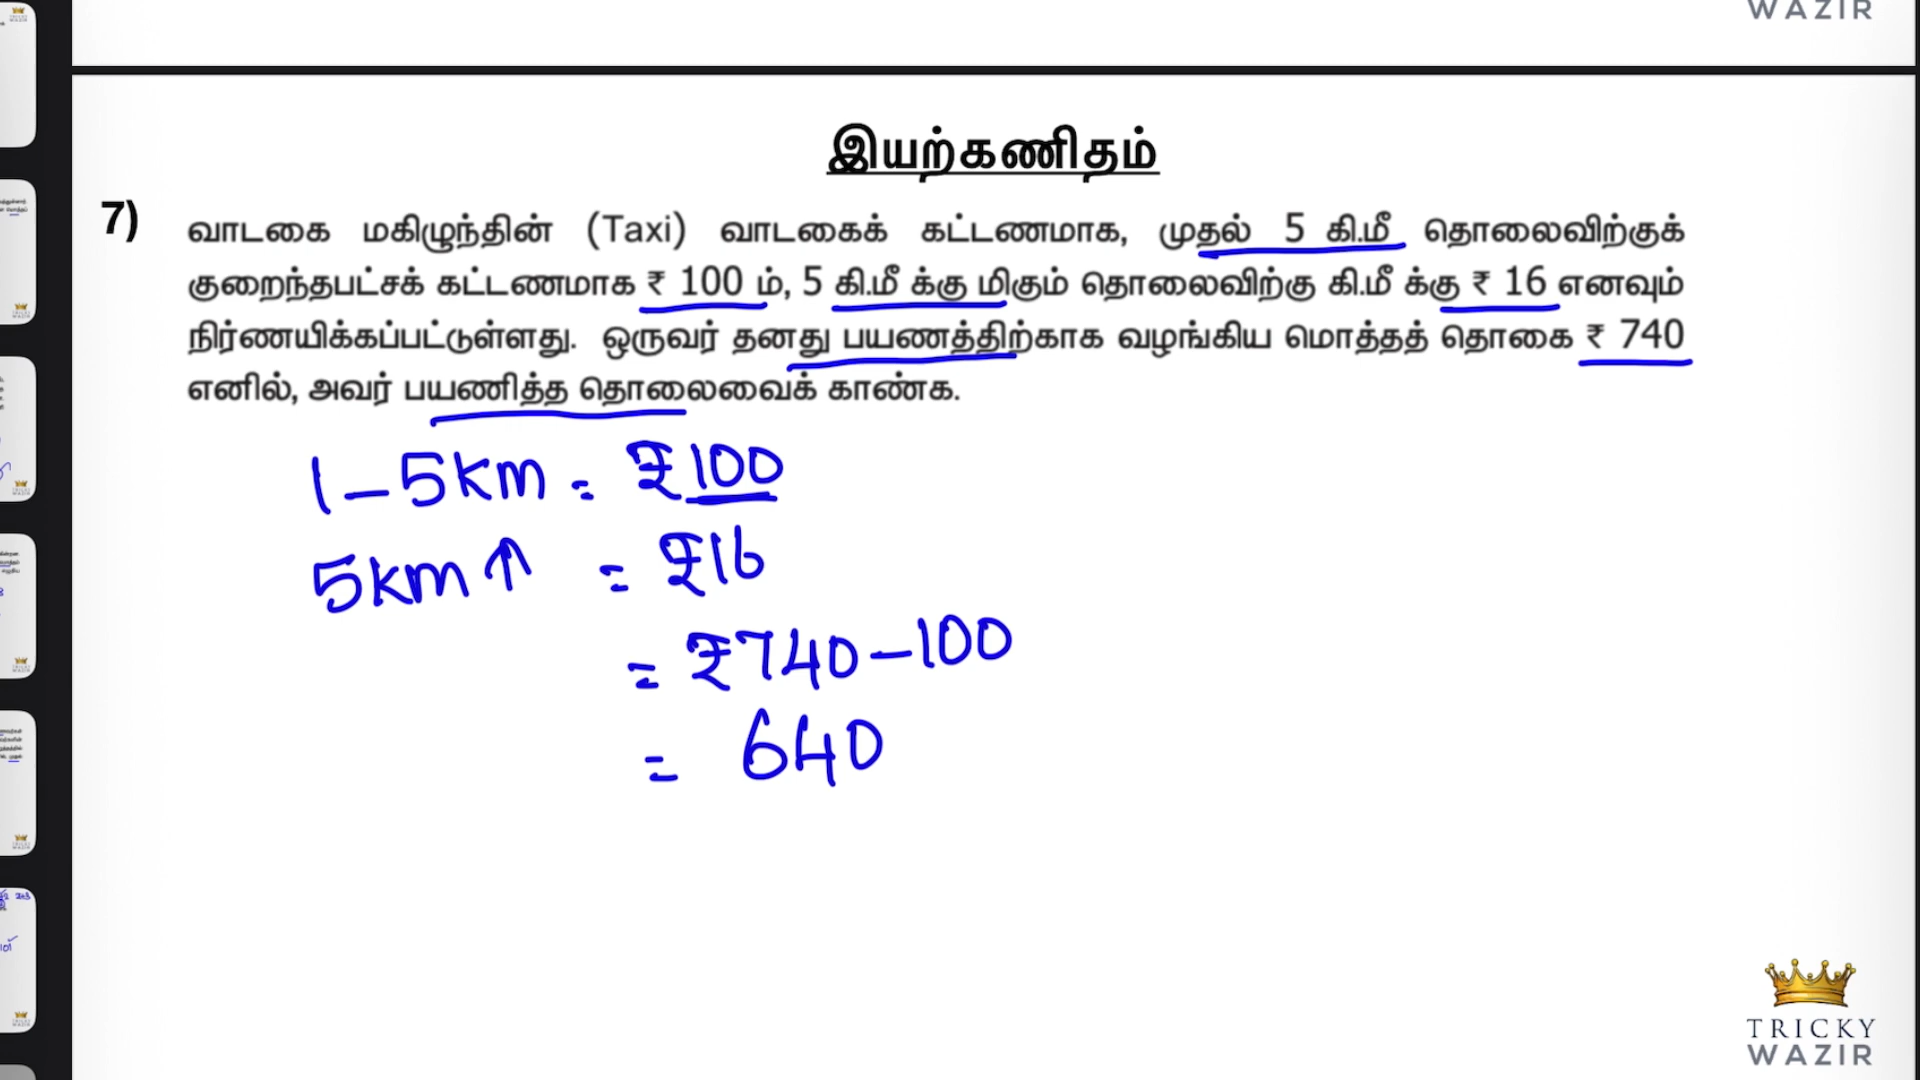 WAZIR
இயற்கணிதம்
7) வாடகை மகிழுந்தின் (Taxi) வாடகைக் கட்டணமாக, முதல் 5 கி.மீ தொலைவிற்குக்
குறைந்தபட்சக் கட்டணமாக ₹ 100 ம், 5 கி.மீ க்கு மிகும் தொலைவிற்கு கி.மீ க்கு ₹ 16 எனவும்
நிர்ணயிக்கப்பட்டுள்ளது. ஒருவர் தனது பயணத்திற்காக வழங்கிய மொத்தத் தொகை ₹ 740
எனில், அவர் பயணித்த தொலைவைக் காண்க.
1-5km = ₹100
5km ↑ = ₹16
= ₹740-100
= 640
TRICKY
WAZIR